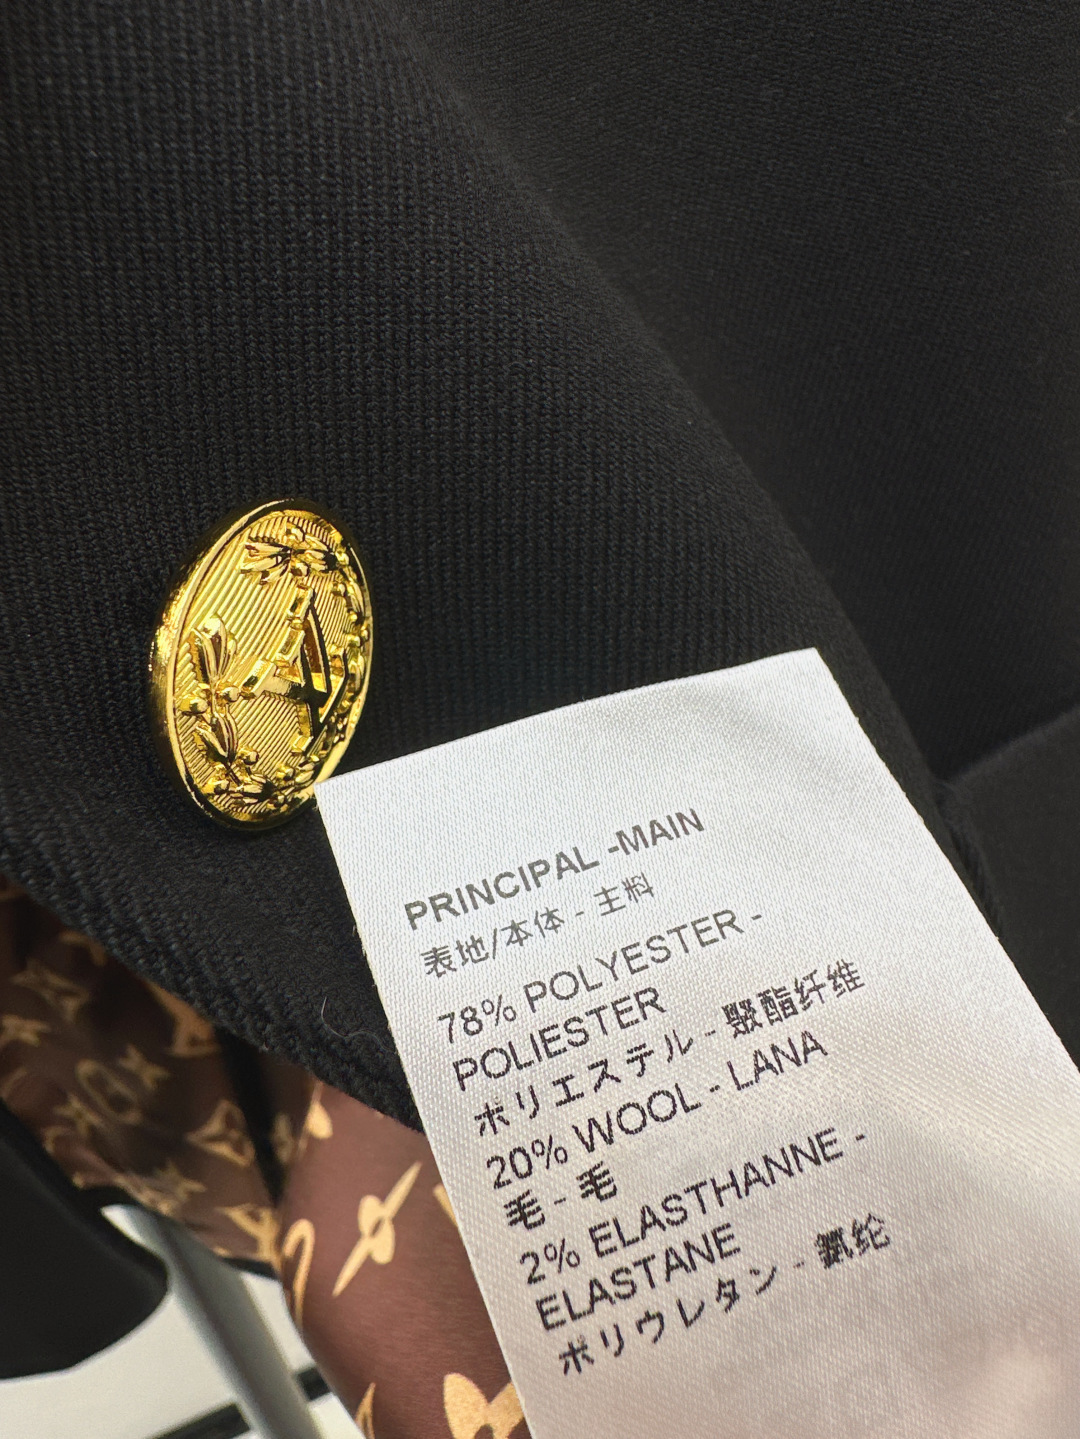 PRINCIPAL -MAIN
表地/本体 - 主料
78% POLYESTER -
POLIESTER
ポリエステル - 聚酯纤维
20% WOOL - LANA
毛 - 毛
2% ELASTHANNE -
ELASTANE
ポリウレタン - 氨纶